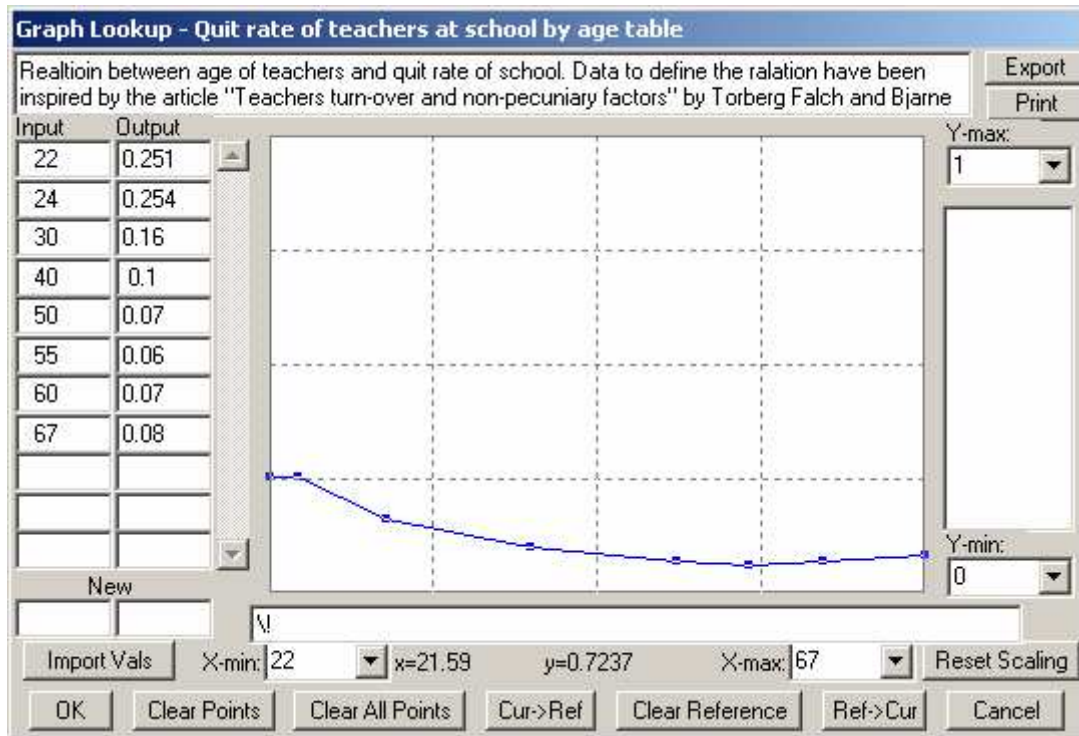 Graph Lookup - Quit rate of teachers at school by age table
Realtioin between age of teachers and quit rate of school. Data to define the ralation have been
inspired by the article "Teachers turn-over and non-pecuniary factors" by Torberg Falch and Bjarne
Export
Print
Input Output
22 0.251
24 0.254
30 0.16
40 0.1
50 0.07
55 0.06
60 0.07
67 0.08
New
Y-max:
1
Y-min:
0
\!
Import Vals X-min: 22 x=21.59 y=0.7237 X-max: 67 Reset Scaling
OK Clear Points Clear All Points Cur->Ref Clear Reference Ref->Cur Cancel